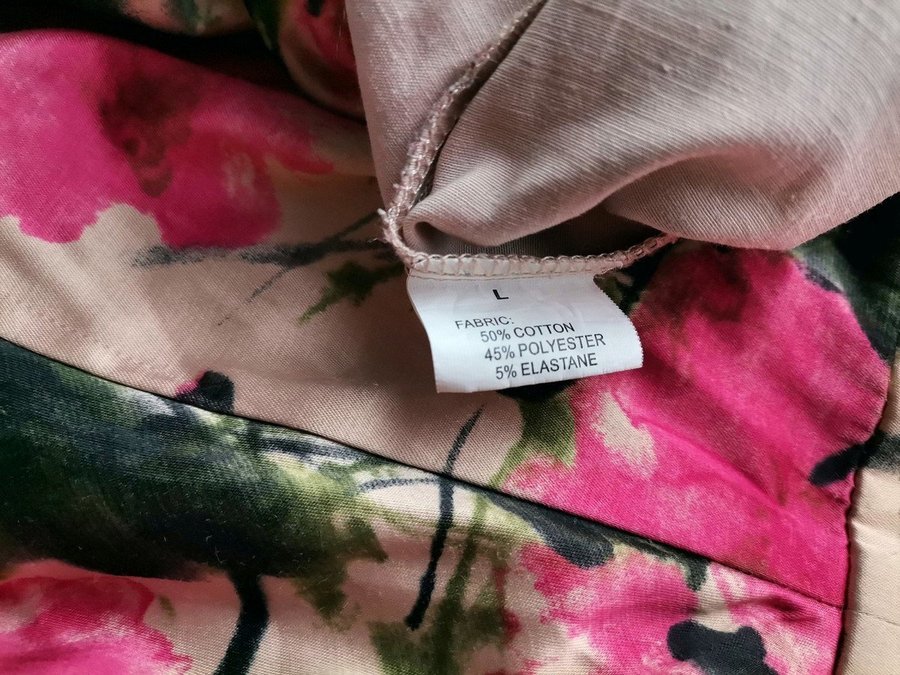 L
FABRIC:
50% COTTON
45% POLYESTER
5% ELASTANE